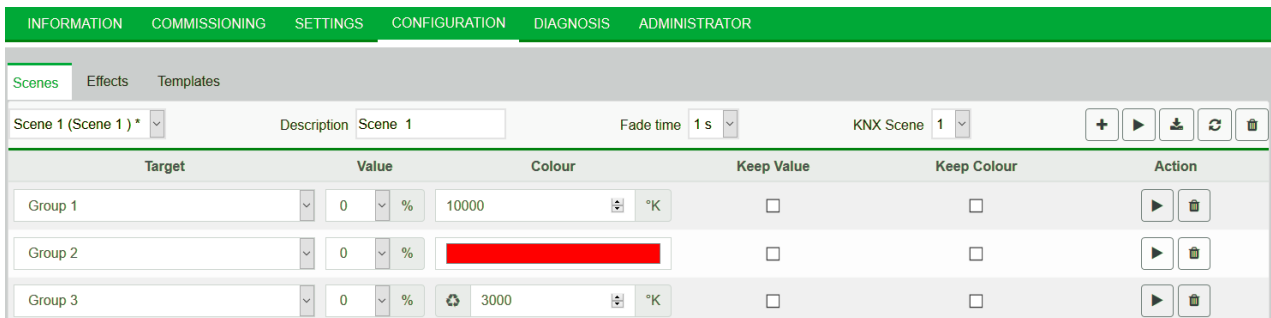 INFORMATION COMMISSIONING SETTINGS CONFIGURATION DIAGNOSIS ADMINISTRATOR
Scenes Effects Templates
Scene 1 (Scene 1 ) * Description Scene 1 Fade time 1 s KNX Scene 1
Target Value Colour Keep Value Keep Colour Action
Group 1 0 % 10000 °K
Group 2 0 %
Group 3 0 % 3000 °K